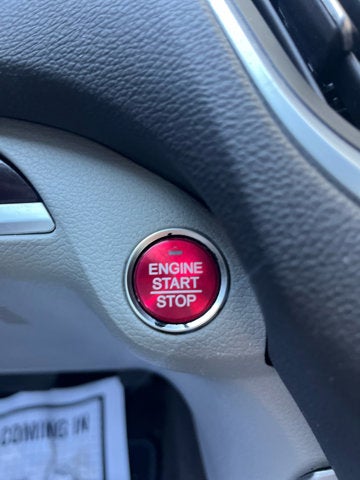 ENGINE
START
STOP
COMING IN